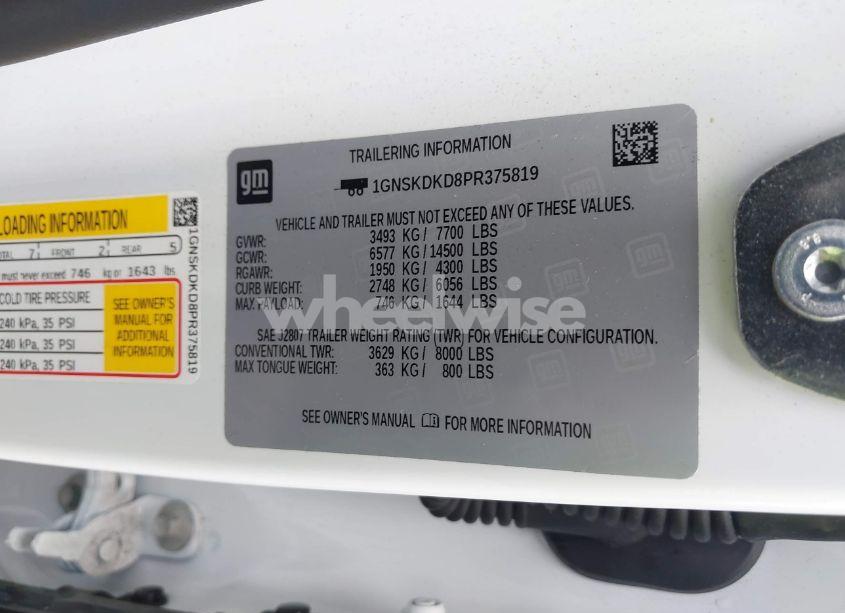 LOADING INFORMATION
TOTAL 7 FRONT 2 REAR 5
must never exceed 746 kg or 1643 lbs
COLD TIRE PRESSURE
240 kPa, 35 PSI
240 kPa, 35 PSI
240 kPa, 35 PSI
SEE OWNER'S
MANUAL FOR
ADDITIONAL
INFORMATION
1GNSKDKD8PR375819
gm
TRAILERING INFORMATION
1GNSKDKD8PR375819
VEHICLE AND TRAILER MUST NOT EXCEED ANY OF THESE VALUES.
GVWR: 3493 KG / 7700 LBS
GCWR: 6577 KG / 14500 LBS
RGAWR: 1950 KG / 4300 LBS
CURB WEIGHT: 2748 KG / 6056 LBS
MAX PAYLOAD: 746 KG / 1644 LBS
SAE J2807 TRAILER WEIGHT RATING (TWR) FOR VEHICLE CONFIGURATION.
CONVENTIONAL TWR: 3629 KG / 8000 LBS
MAX TONGUE WEIGHT: 363 KG / 800 LBS
SEE OWNER'S MANUAL FOR MORE INFORMATION
wheelwise